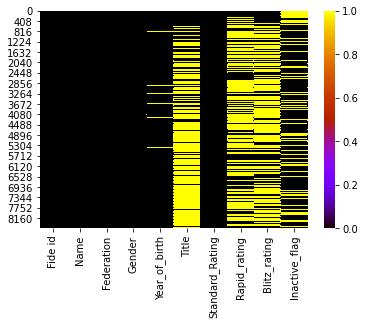 0
408
816
1224
1632
2040
2448
2856
3264
3672
4080
4488
4896
5304
5712
6120
6528
6936
7344
7752
8160
Fide id
Name
Federation
Gender
Year_of_birth
Title
Standard_Rating
Rapid_rating
Blitz_rating
Inactive_flag
1.0
0.8
0.6
0.4
0.2
0.0